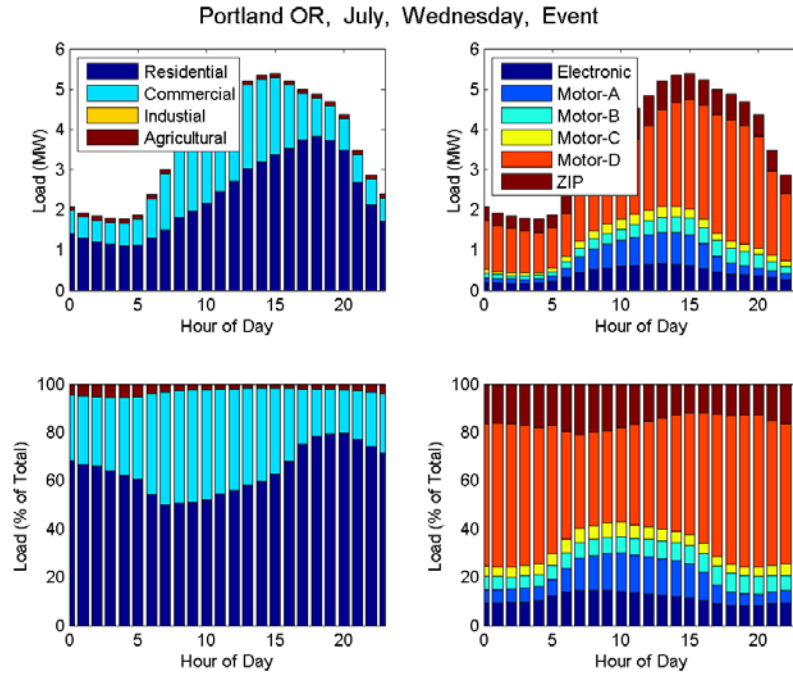 Portland OR, July, Wednesday, Event
6
5
4
3
2
1
0
Load (MW)
Residential
Commercial
Industial
Agricultural
0 5 10 15 20
Hour of Day
6
5
4
3
2
1
0
Load (MW)
Electronic
Motor-A
Motor-B
Motor-C
Motor-D
ZIP
0 5 10 15 20
Hour of Day
100
80
60
40
20
0
Load (% of Total)
0 5 10 15 20
Hour of Day
100
80
60
40
20
0
Load (% of Total)
0 5 10 15 20
Hour of Day